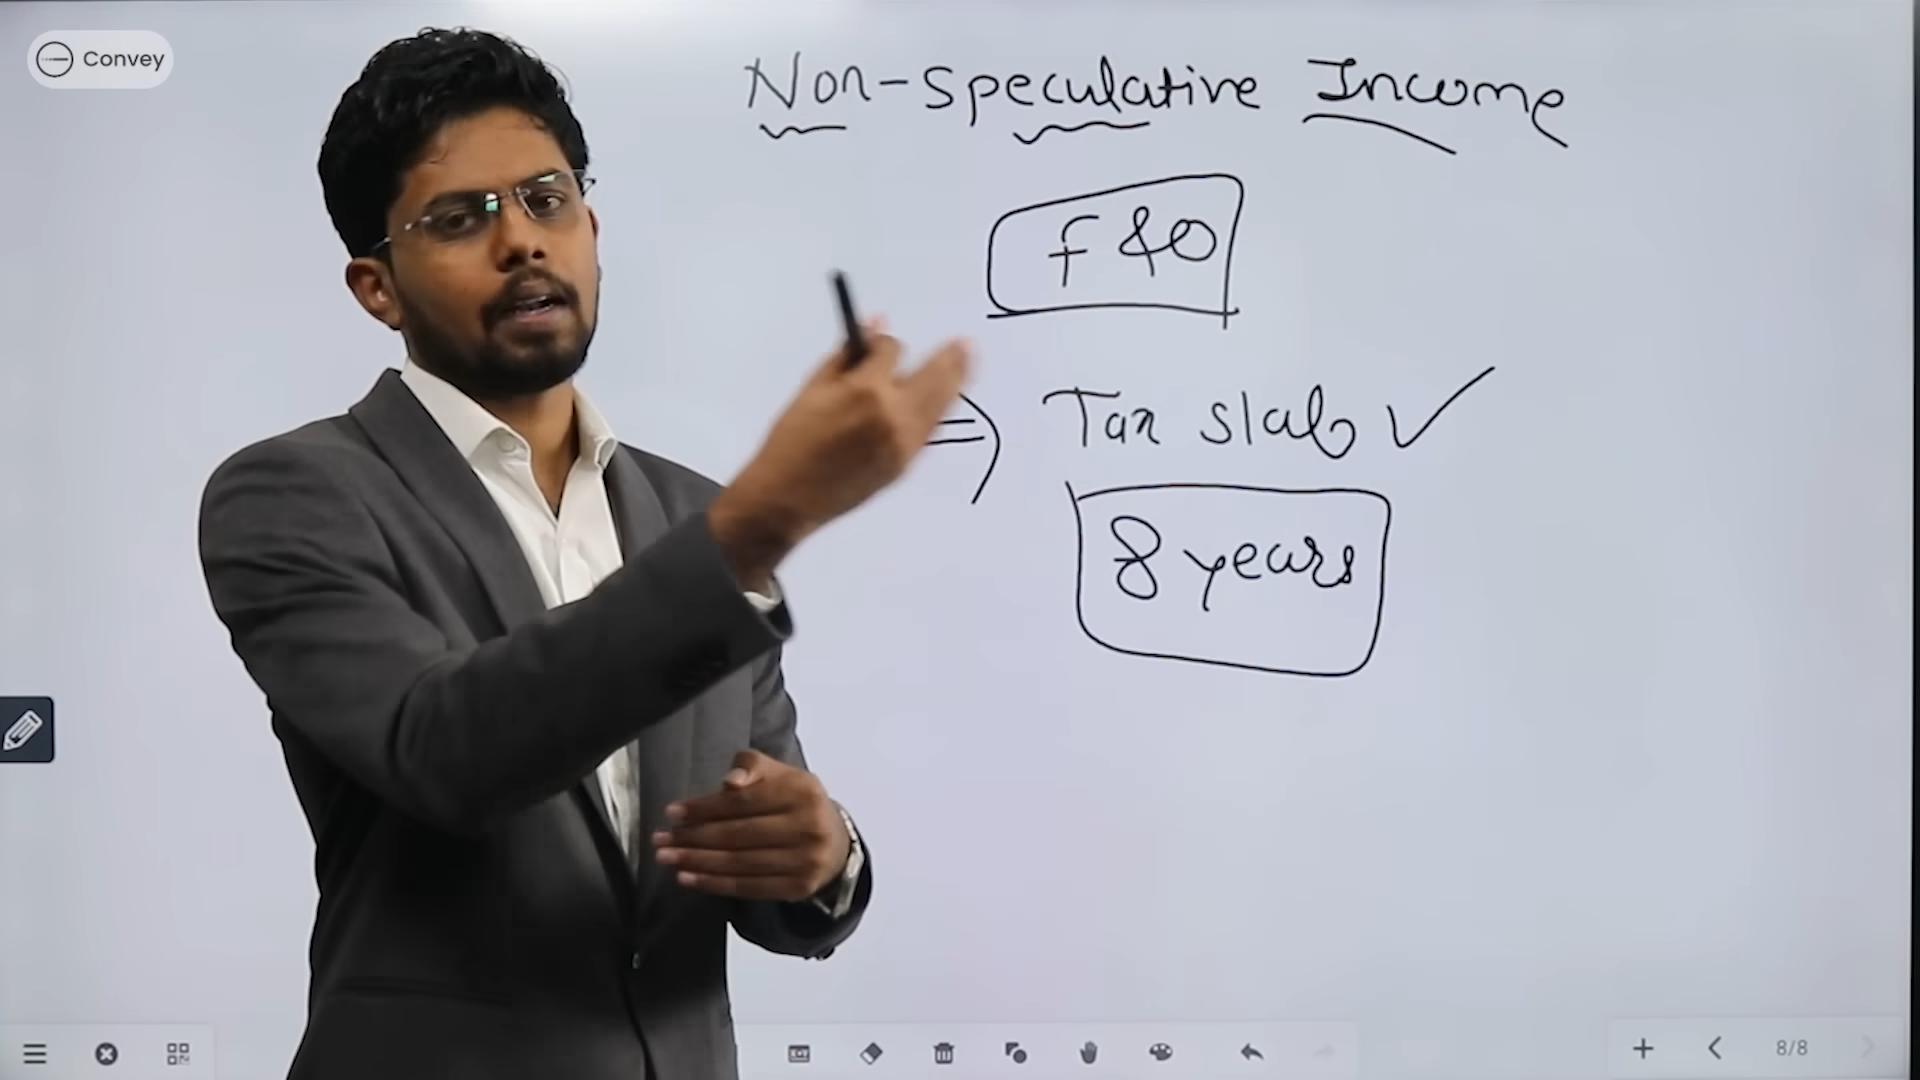 Convey
Non-Speculative Income
F&O
Tax slab
8 years
8/8